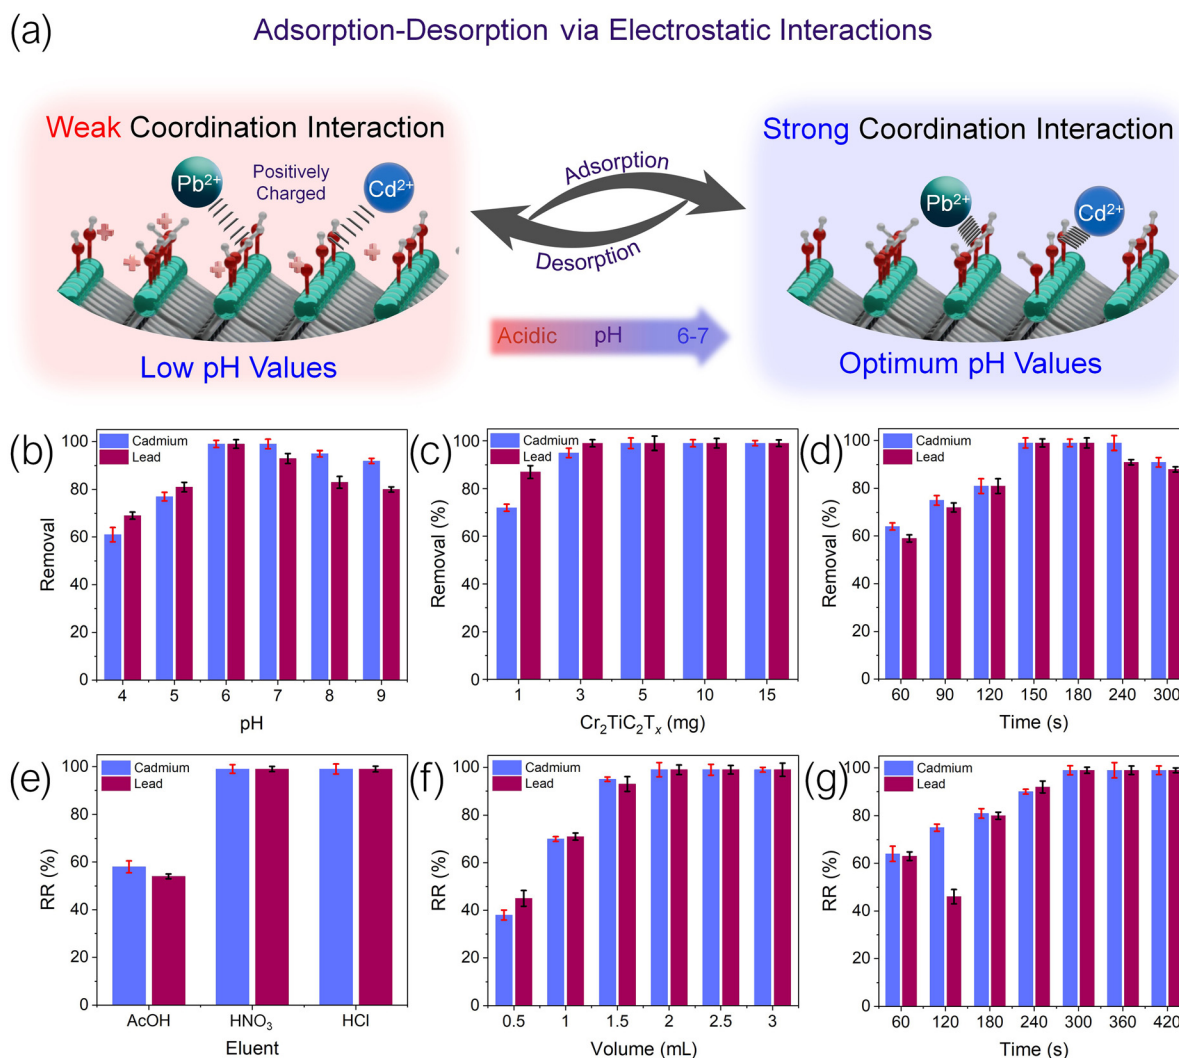 (a)
Adsorption-Desorption via Electrostatic Interactions
Weak Coordination Interaction
Pb²⁺
Positively
Charged
Cd²⁺
Low pH Values
Adsorption
Desorption
Acidic pH 6-7
Strong Coordination Interaction
Pb²⁺
Cd²⁺
Optimum pH Values
(b)
Cadmium
Lead
Removal
100
80
60
40
20
0
4 5 6 7 8 9
pH
(c)
Cadmium
Lead
Removal (%)
100
80
60
40
20
0
1 3 5 10 15
Cr₂TiC₂Tₓ (mg)
(d)
Cadmium
Lead
Removal (%)
100
80
60
40
20
0
60 90 120 150 180 240 300
Time (s)
(e)
Cadmium
Lead
RR (%)
100
80
60
40
20
0
AcOH HNO₃ HCl
Eluent
(f)
Cadmium
Lead
RR (%)
100
80
60
40
20
0
0.5 1 1.5 2 2.5 3
Volume (mL)
(g)
Cadmium
Lead
RR (%)
100
80
60
40
20
0
60 120 180 240 300 360 420
Time (s)